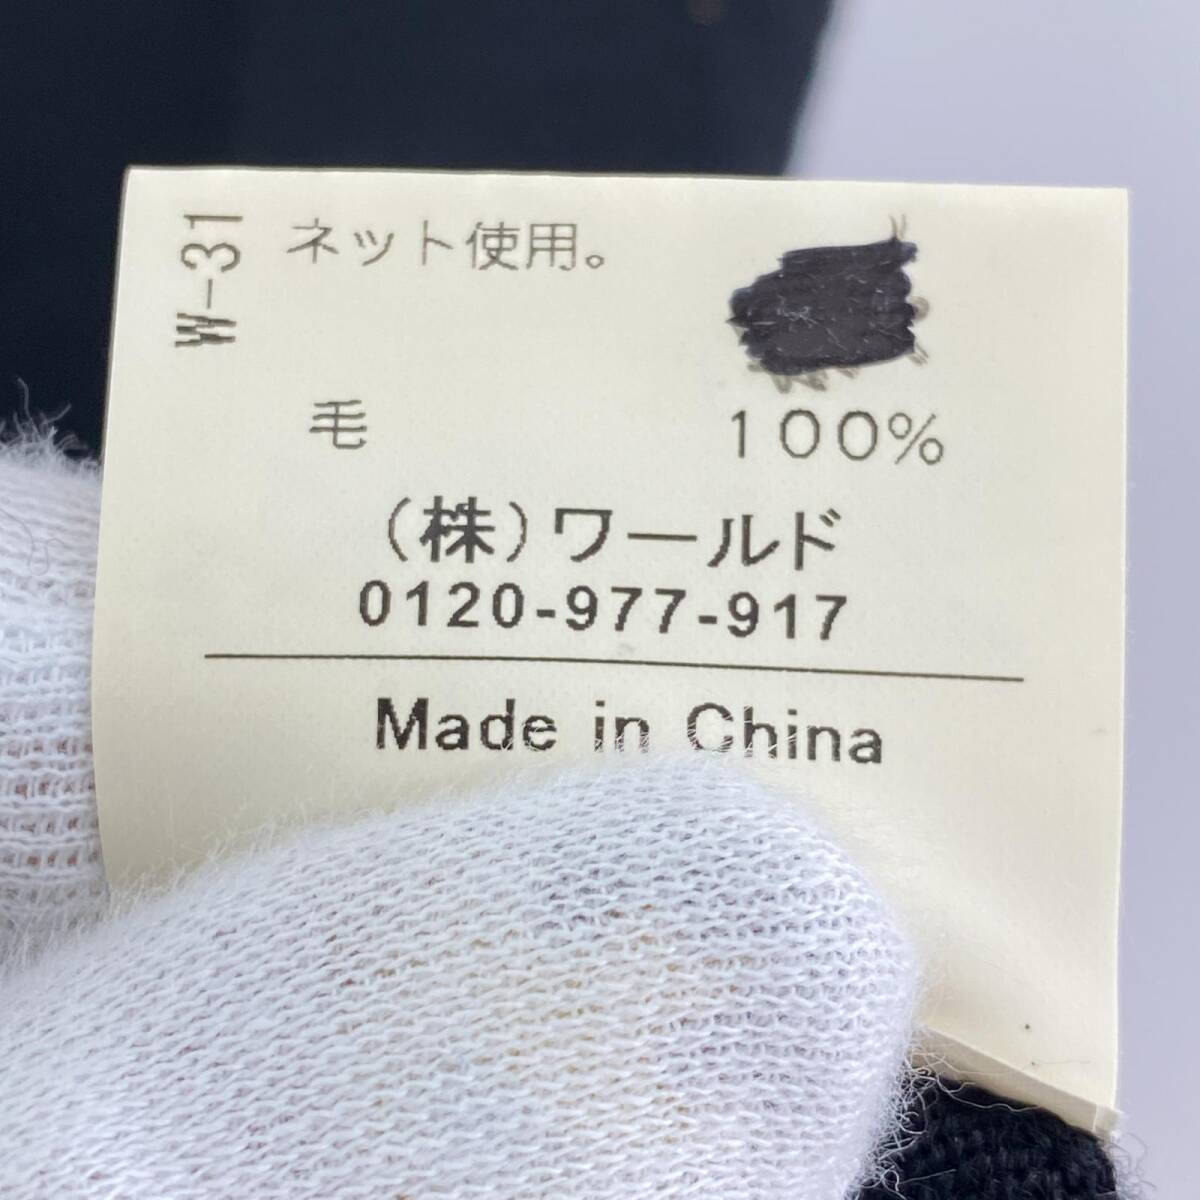 W-31
ネット使用。
毛 100%
(株)ワールド
0120-977-917
Made in China